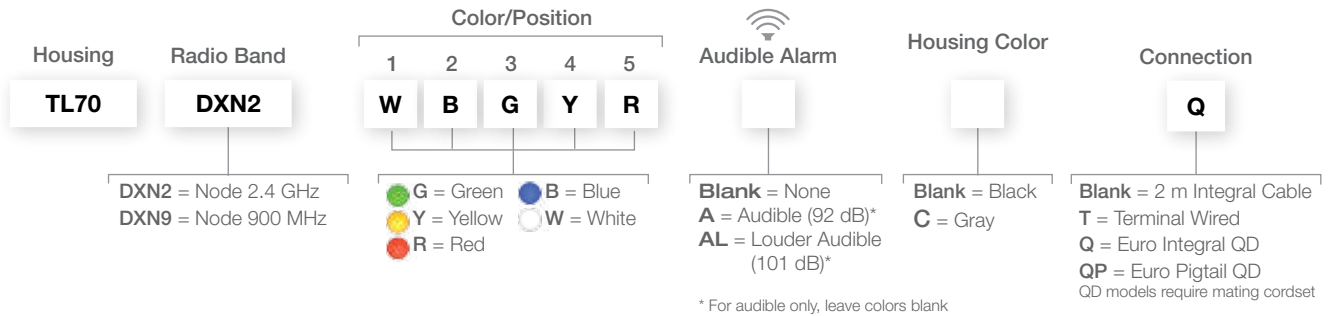 Color/Position
Housing
Radio Band
1 2 3 4 5
Audible Alarm
Housing Color
Connection
TL70
DXN2
W B G Y R
Q
DXN2 = Node 2.4 GHz
DXN9 = Node 900 MHz
G = Green
B = Blue
Y = Yellow
W = White
R = Red
Blank = None
A = Audible (92 dB)*
AL = Louder Audible
(101 dB)*
* For audible only, leave colors blank
Blank = Black
C = Gray
Blank = 2 m Integral Cable
T = Terminal Wired
Q = Euro Integral QD
QP = Euro Pigtail QD
QD models require mating cordset